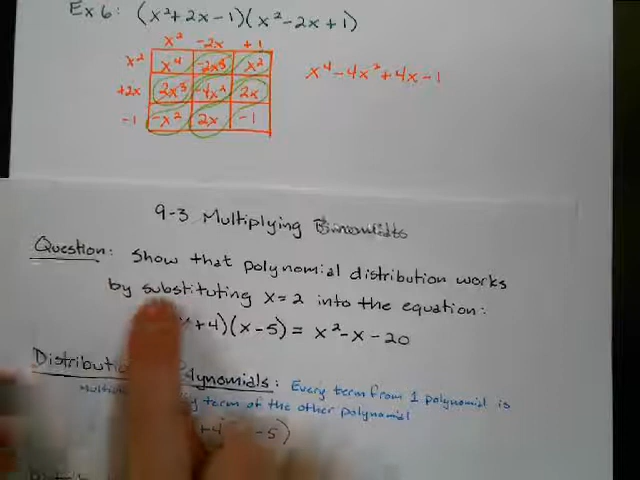 Ex 6: (x²+2x-1)(x²-2x+1)
x² -2x +1
x² x⁴ -2x³ x²
+2x 2x³ -4x² 2x
-1 -x² 2x -1
x⁴-4x²+4x-1
9-3 Multiplying Binomials
Question: Show that polynomial distribution works
by substituting x=2 into the equation:
x+4)(x-5) = x²-x-20
Polynomials: Every term from 1 polynomial is
term of the other polynomial
+4 -5)